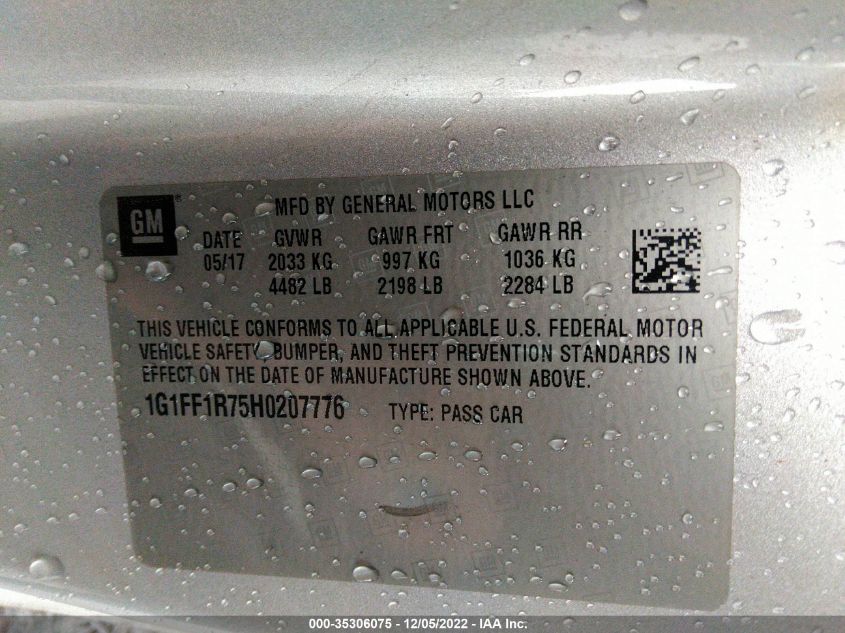 GM®
MFD BY GENERAL MOTORS LLC
DATE GVWR GAWR FRT GAWR RR
05/17 2033 KG 997 KG 1036 KG
4482 LB 2198 LB 2284 LB
THIS VEHICLE CONFORMS TO ALL APPLICABLE U.S. FEDERAL MOTOR
VEHICLE SAFETY, BUMPER, AND THEFT PREVENTION STANDARDS IN
EFFECT ON THE DATE OF MANUFACTURE SHOWN ABOVE.
1G1FF1R75H0207776 TYPE: PASS CAR
000-35306075 - 12/05/2022 - IAA Inc.